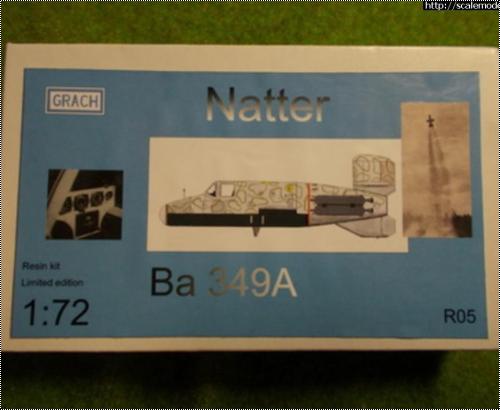 http://scalemod
GRACH
Natter
Resin kit
Limited edition
Ba 349A
1:72
R05